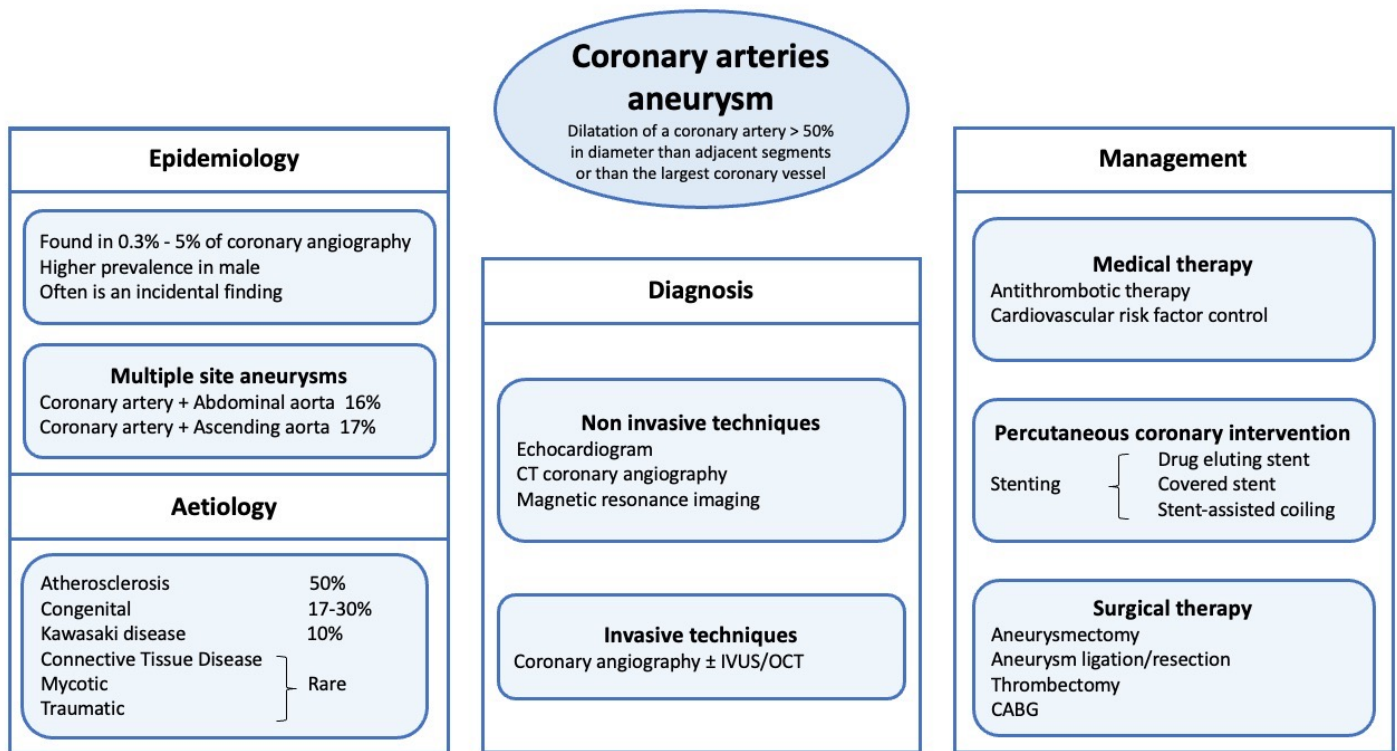 Coronary arteries
aneurysm
Dilatation of a coronary artery > 50%
in diameter than adjacent segments
or than the largest coronary vessel
Epidemiology
Found in 0.3% - 5% of coronary angiography
Higher prevalence in male
Often is an incidental finding
Multiple site aneurysms
Coronary artery + Abdominal aorta 16%
Coronary artery + Ascending aorta 17%
Aetiology
Atherosclerosis 50%
Congenital 17-30%
Kawasaki disease 10%
Connective Tissue Disease
Mycotic Rare
Traumatic
Diagnosis
Non invasive techniques
Echocardiogram
CT coronary angiography
Magnetic resonance imaging
Invasive techniques
Coronary angiography ± IVUS/OCT
Management
Medical therapy
Antithrombotic therapy
Cardiovascular risk factor control
Percutaneous coronary intervention
Drug eluting stent
Stenting Covered stent
Stent-assisted coiling
Surgical therapy
Aneurysmectomy
Aneurysm ligation/resection
Thrombectomy
CABG